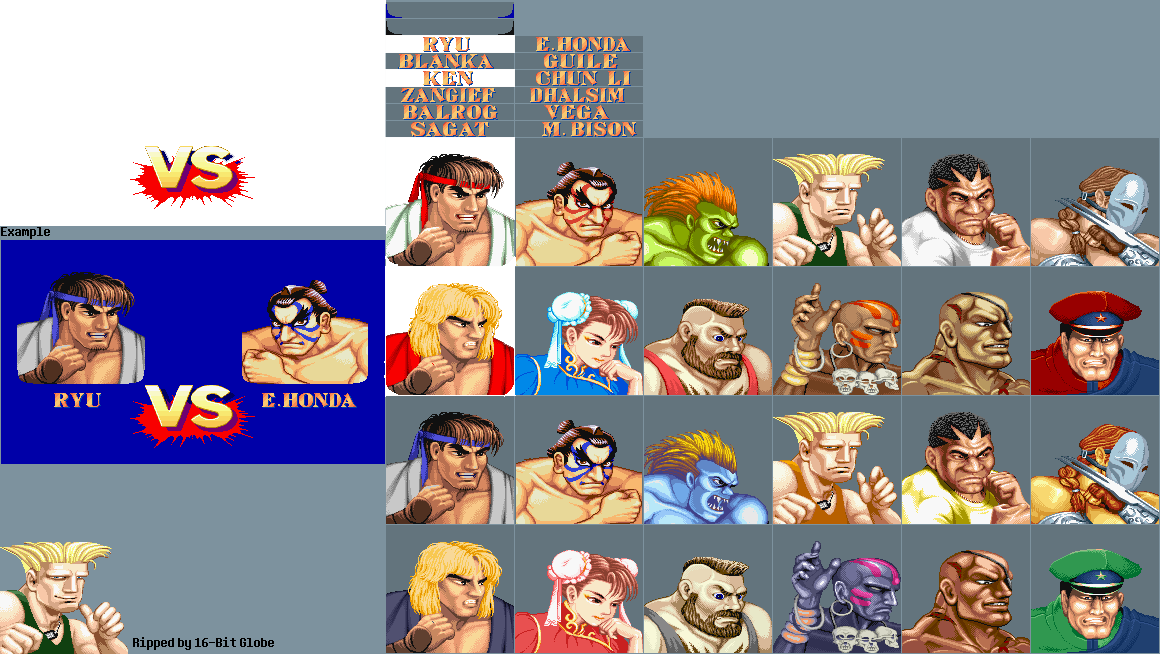 VS
Example
RYU
E.HONDA
VS
Ripped by 16-Bit Globe
RYU
E.HONDA
BLANKA
GUILE
KEN
CHUN LI
ZANGIEF
DHALSIM
BALROG
VEGA
SAGAT
M.BISON